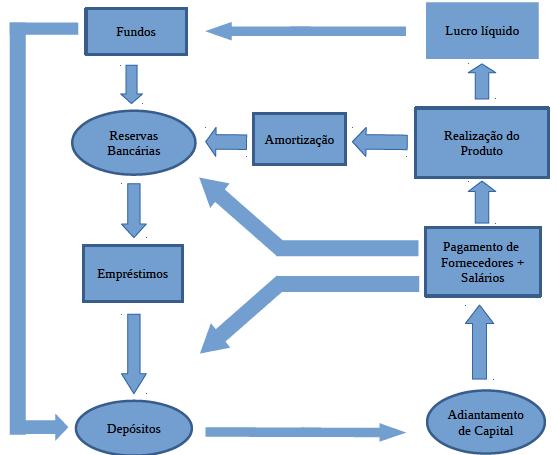 Fundos
Lucro líquido
Reservas
Bancárias
Amortização
Realização do
Produto
Empréstimos
Pagamento de
Fornecedores +
Salários
Depósitos
Adiantamento
de Capital